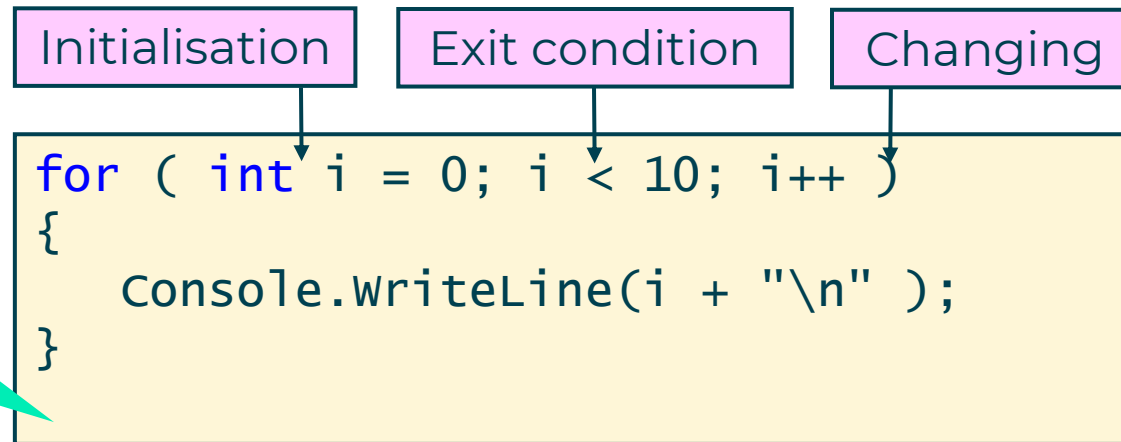 Initialisation
Exit condition
Changing
for ( int i = 0; i < 10; i++ )
{
Console.WriteLine(i + "\n" );
}